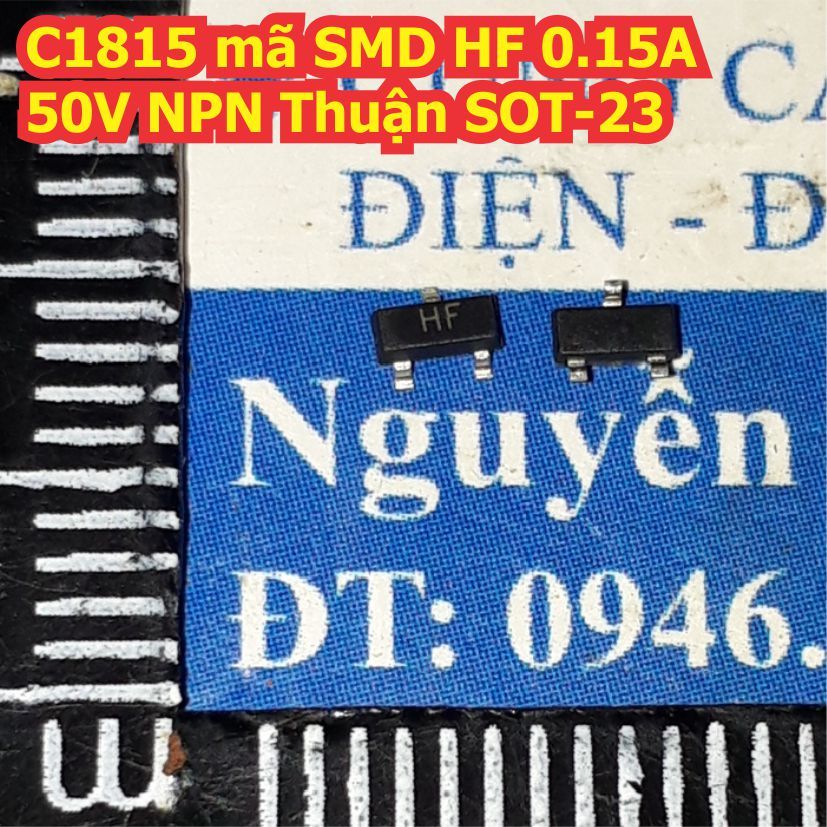 C1815 mã SMD HF 0.15A
50V NPN Thuận SOT-23
ĐIỆN - Đ
HF
Nguyễn
ĐT: 0946.